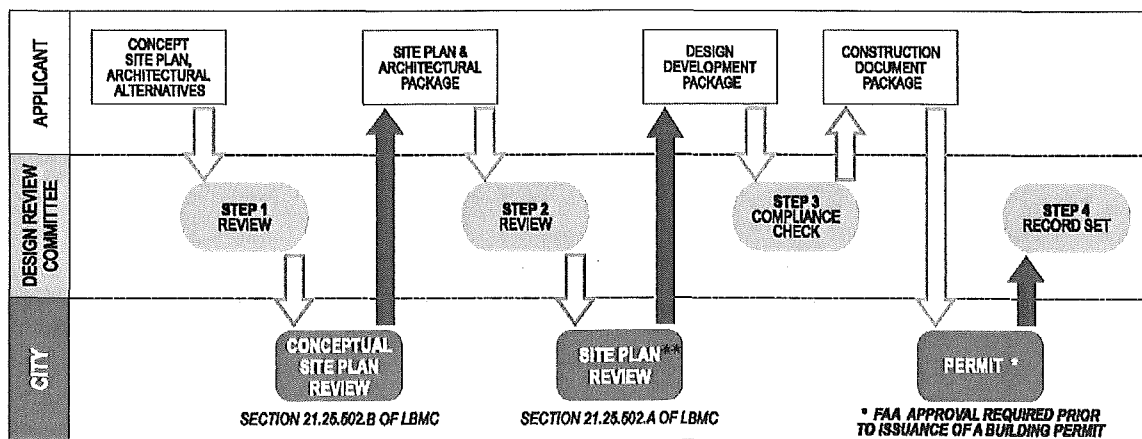 APPLICANT
CONCEPT
SITE PLAN,
ARCHITECTURAL
ALTERNATIVES
SITE PLAN &
ARCHITECTURAL
PACKAGE
DESIGN
DEVELOPMENT
PACKAGE
CONSTRUCTION
DOCUMENT
PACKAGE
DESIGN REVIEW
COMMITTEE
STEP 1
REVIEW
STEP 2
REVIEW
STEP 3
COMPLIANCE
CHECK
STEP 4
RECORD SET
CITY
CONCEPTUAL
SITE PLAN
REVIEW
SECTION 21.25.502.B OF LBMC
SITE PLAN **
REVIEW
SECTION 21.25.502.A OF LBMC
PERMIT *
* FAA APPROVAL REQUIRED PRIOR
TO ISSUANCE OF A BUILDING PERMIT